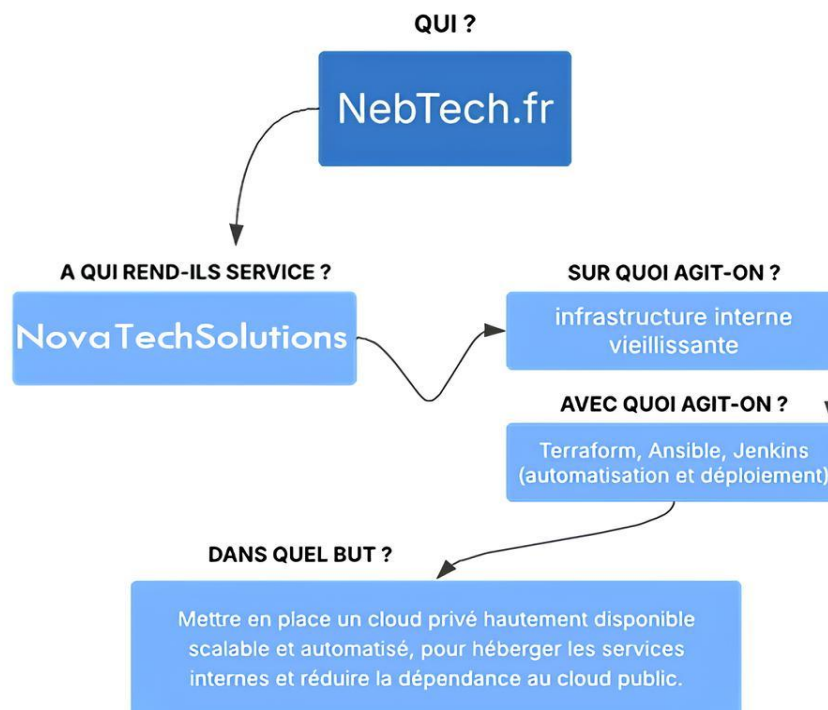 QUI ?
NebTech.fr
A QUI REND-ILS SERVICE ?
NovaTechSolutions
SUR QUOI AGIT-ON ?
infrastructure interne
vieillissante
AVEC QUOI AGIT-ON ?
Terraform, Ansible, Jenkins
(automatisation et déploiement)
DANS QUEL BUT ?
Mettre en place un cloud privé hautement disponible
scalable et automatisé, pour héberger les services
internes et réduire la dépendance au cloud public.